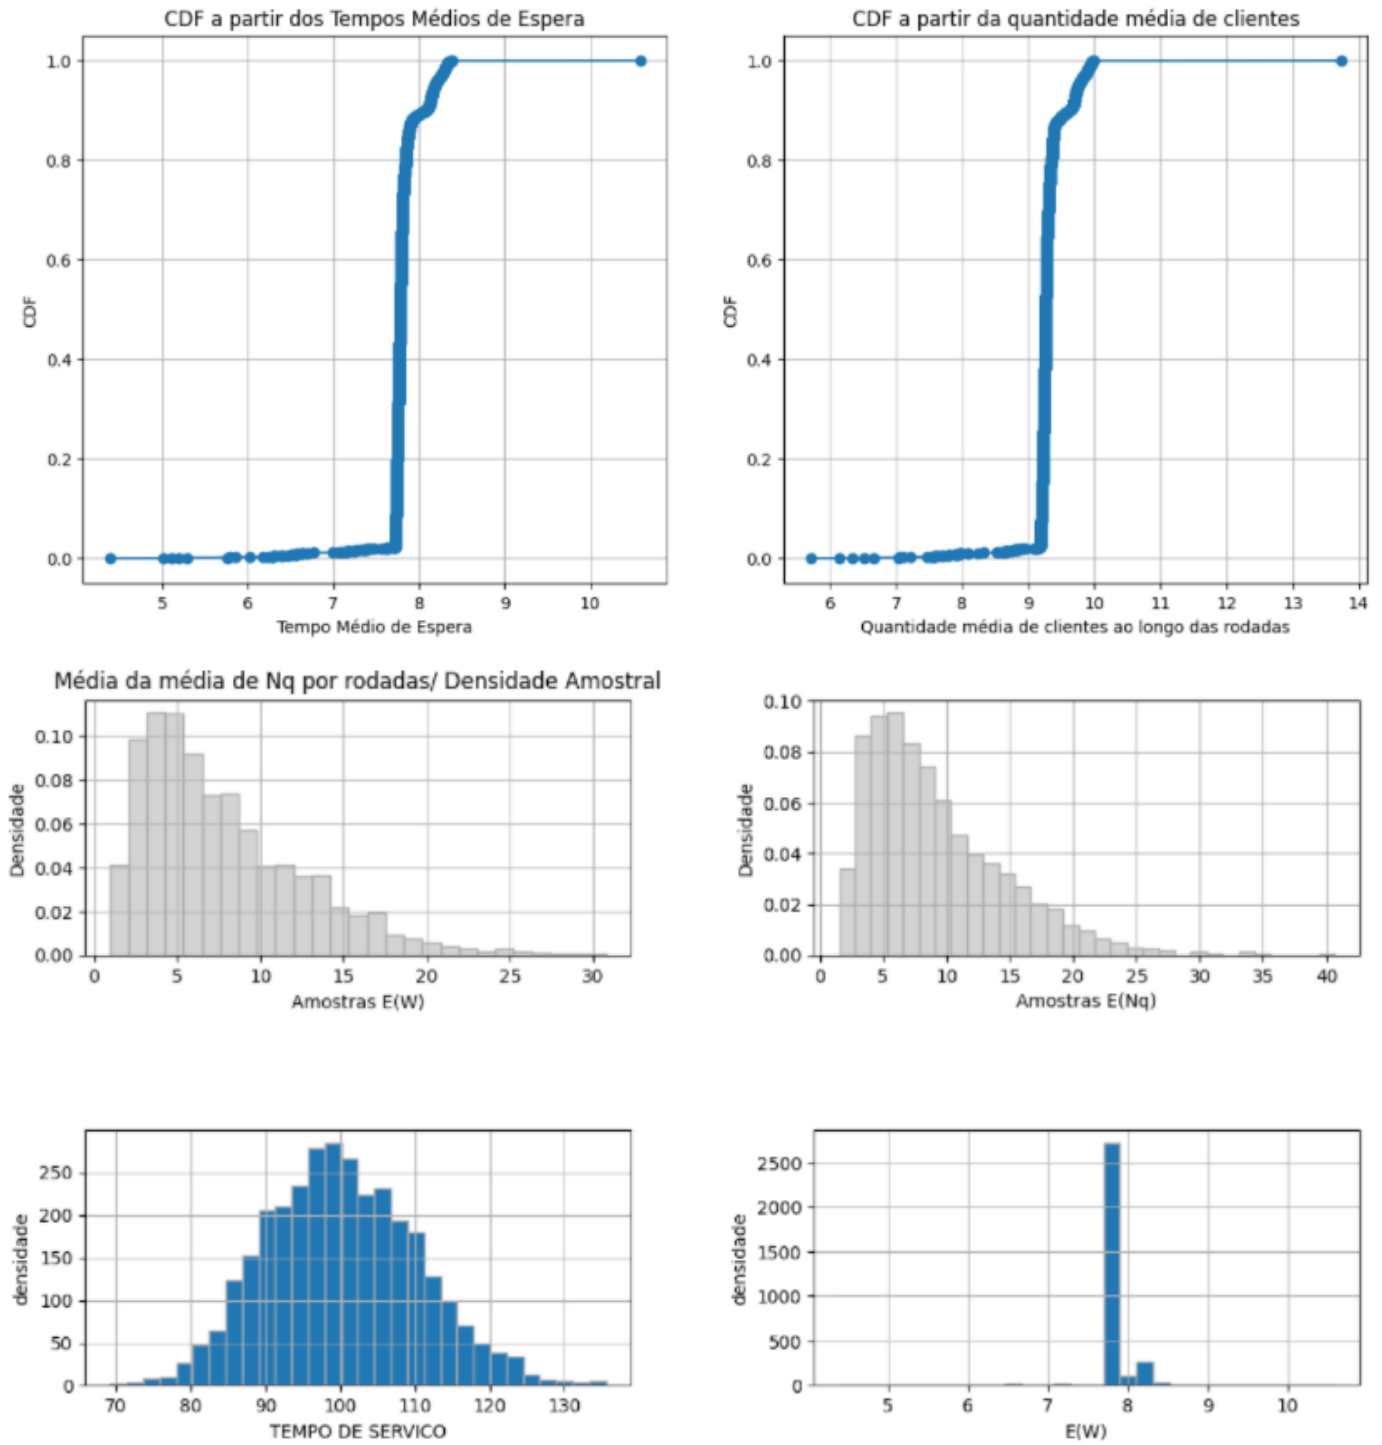 CDF a partir dos Tempos Médios de Espera
1.0
0.8
0.6
0.4
0.2
0.0
CDF
5 6 7 8 9 10
Tempo Médio de Espera
CDF a partir da quantidade média de clientes
1.0
0.8
0.6
0.4
0.2
0.0
CDF
6 7 8 9 10 11 12 13 14
Quantidade média de clientes ao longo das rodadas
Média da média de Nq por rodadas/ Densidade Amostral
0.10
0.08
0.06
0.04
0.02
0.00
Densidade
0 5 10 15 20 25 30
Amostras E(W)
0.10
0.08
0.06
0.04
0.02
0.00
Densidade
0 5 10 15 20 25 30 35 40
Amostras E(Nq)
250
200
150
100
50
0
densidade
70 80 90 100 110 120 130
TEMPO DE SERVICO
2500
2000
1500
1000
500
0
densidade
5 6 7 8 9 10
E(W)